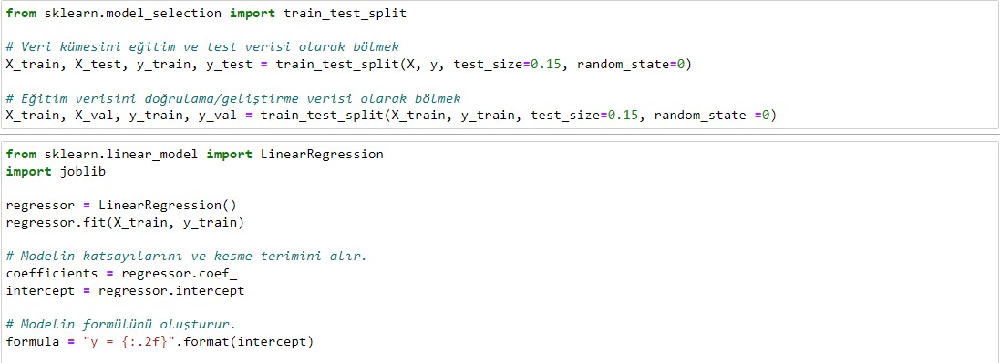 from sklearn.model_selection import train_test_split
# Veri kümesini eğitim ve test verisi olarak bölmek
X_train, X_test, y_train, y_test = train_test_split(X, y, test_size=0.15, random_state=0)
# Eğitim verisini doğrulama/geliştirme verisi olarak bölmek
X_train, X_val, y_train, y_val = train_test_split(X_train, y_train, test_size=0.15, random_state =0)
from sklearn.linear_model import LinearRegression
import joblib
regressor = LinearRegression()
regressor.fit(X_train, y_train)
# Modelin katsayılarını ve kesme terimini alır.
coefficients = regressor.coef_
intercept = regressor.intercept_
# Modelin formülünü oluşturur.
formula = "y = {:.2f}".format(intercept)